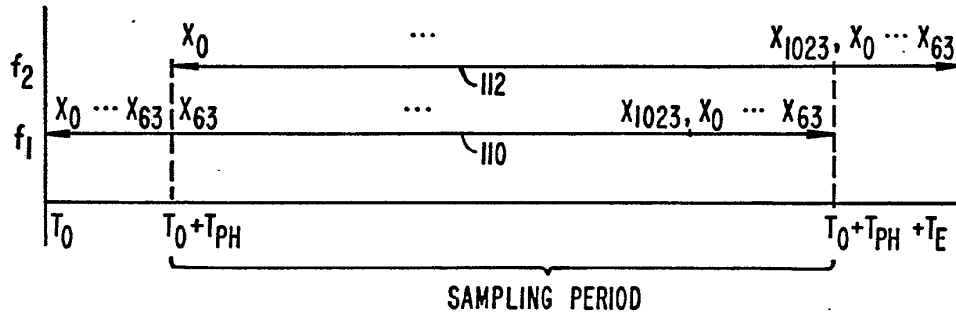 X0 ... X1023, X0 ... X63
f2
112
X0 ... X63 X63 ... X1023, X0 ... X63
f1
110
T0 T0+TPH T0+TPH +TE
SAMPLING PERIOD